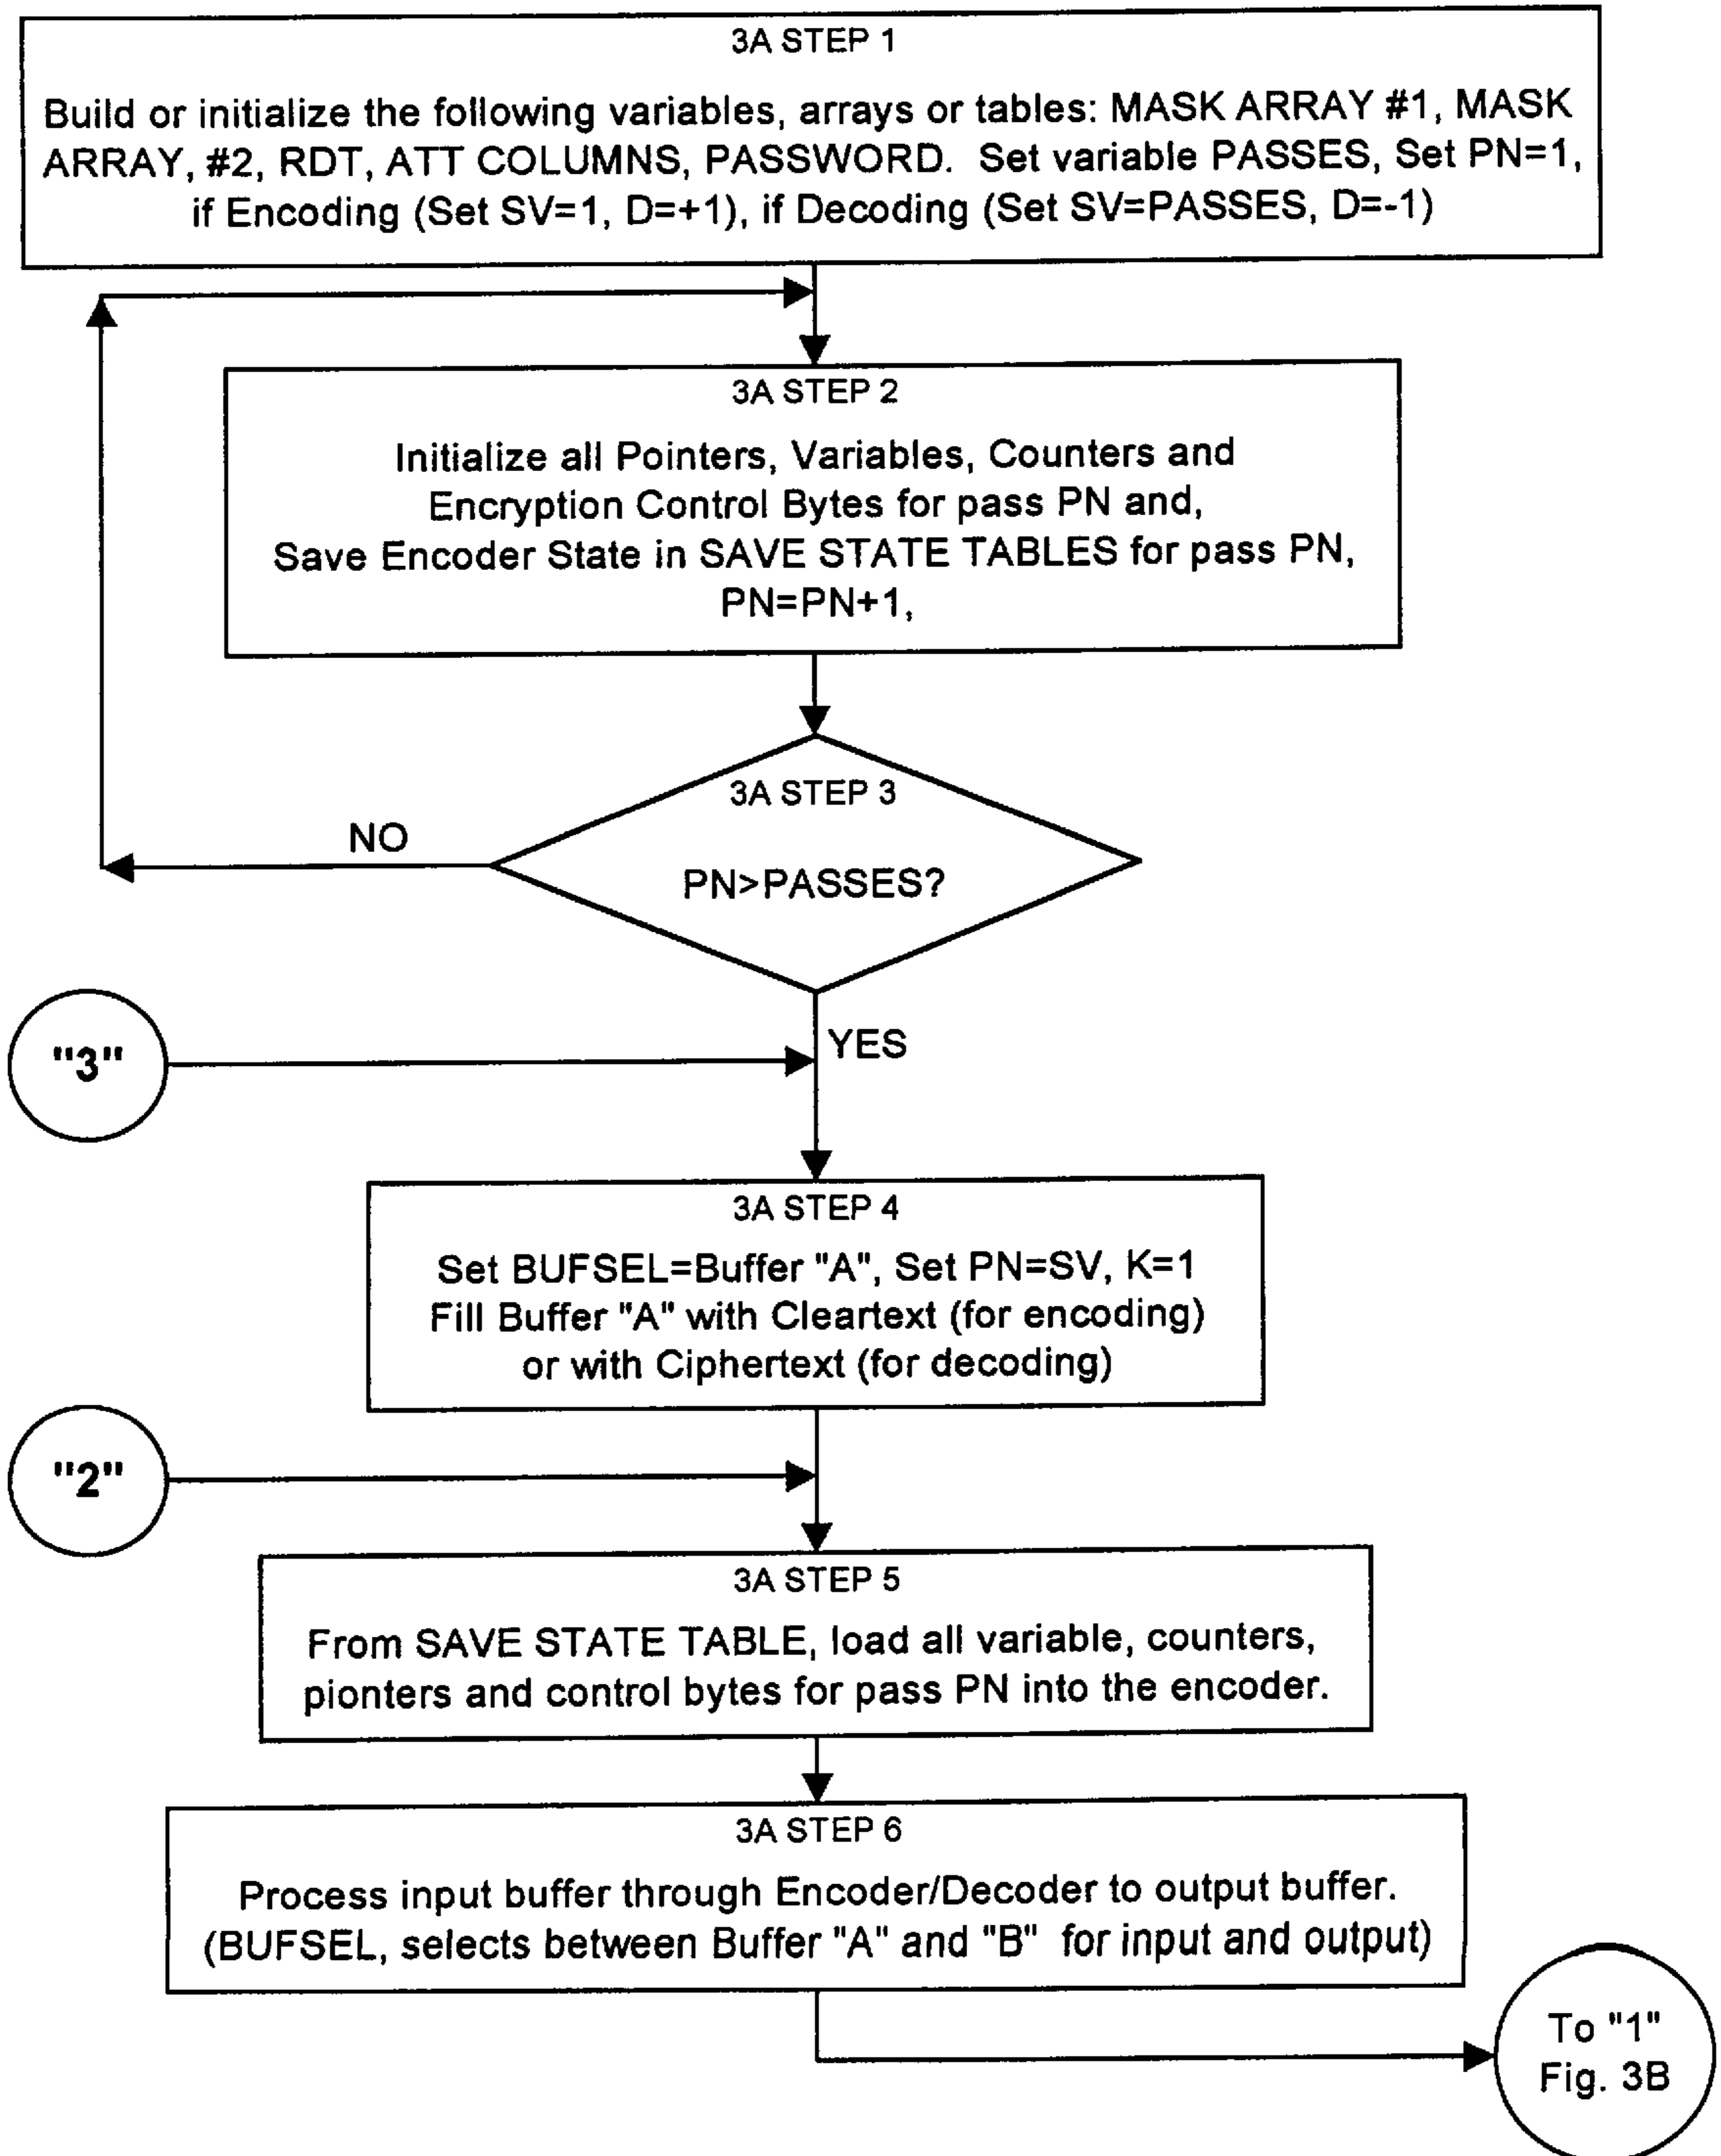 3A STEP 1
Build or initialize the following variables, arrays or tables: MASK ARRAY #1, MASK
ARRAY, #2, RDT, ATT COLUMNS, PASSWORD. Set variable PASSES, Set PN=1,
if Encoding (Set SV=1, D=+1), if Decoding (Set SV=PASSES, D=-1)
3A STEP 2
Initialize all Pointers, Variables, Counters and
Encryption Control Bytes for pass PN and,
Save Encoder State in SAVE STATE TABLES for pass PN,
PN=PN+1,
3A STEP 3
NO
PN>PASSES?
"3"
YES
3A STEP 4
Set BUFSEL=Buffer "A", Set PN=SV, K=1
Fill Buffer "A" with Cleartext (for encoding)
or with Ciphertext (for decoding)
"2"
3A STEP 5
From SAVE STATE TABLE, load all variable, counters,
pionters and control bytes for pass PN into the encoder.
3A STEP 6
Process input buffer through Encoder/Decoder to output buffer.
(BUFSEL, selects between Buffer "A" and "B" for input and output)
To "1"
Fig. 3B